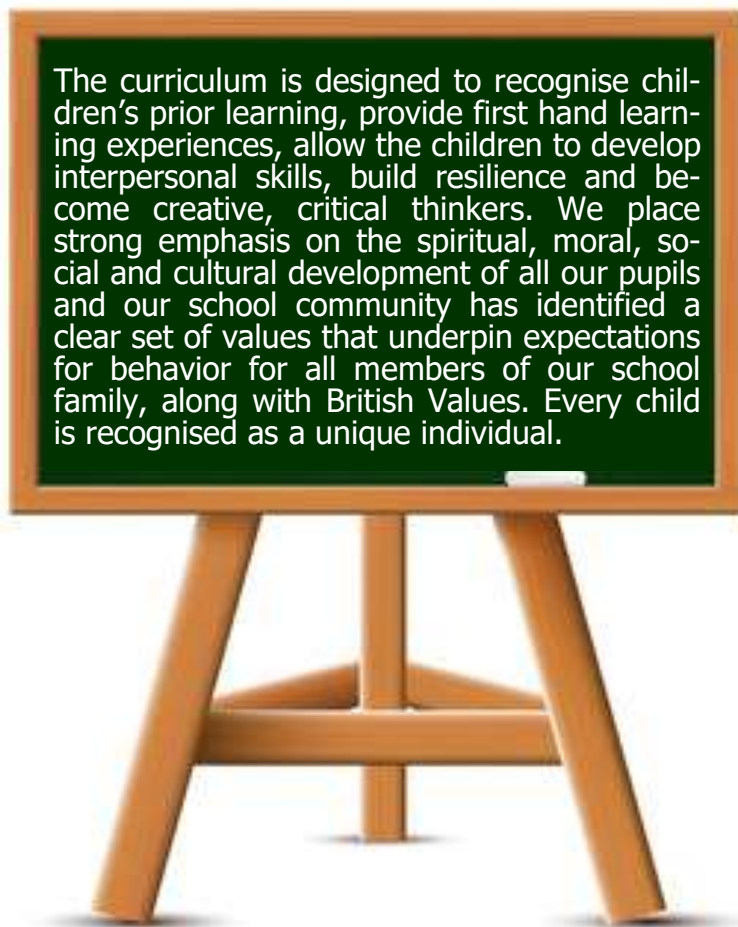 The curriculum is designed to recognise chil-
dren’s prior learning, provide first hand learn-
ing experiences, allow the children to develop
interpersonal skills, build resilience and be-
come creative, critical thinkers. We place
strong emphasis on the spiritual, moral, so-
cial and cultural development of all our pupils
and our school community has identified a
clear set of values that underpin expectations
for behavior for all members of our school
family, along with British Values. Every child
is recognised as a unique individual.